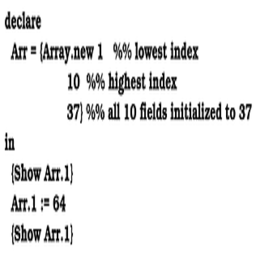 declare
Arr = {Array.new 1 %% lowest index
10 %% highest index
37} %% all 10 fields initialized to 37
in
{Show Arr.1}
Arr.1 := 64
{Show Arr.1}